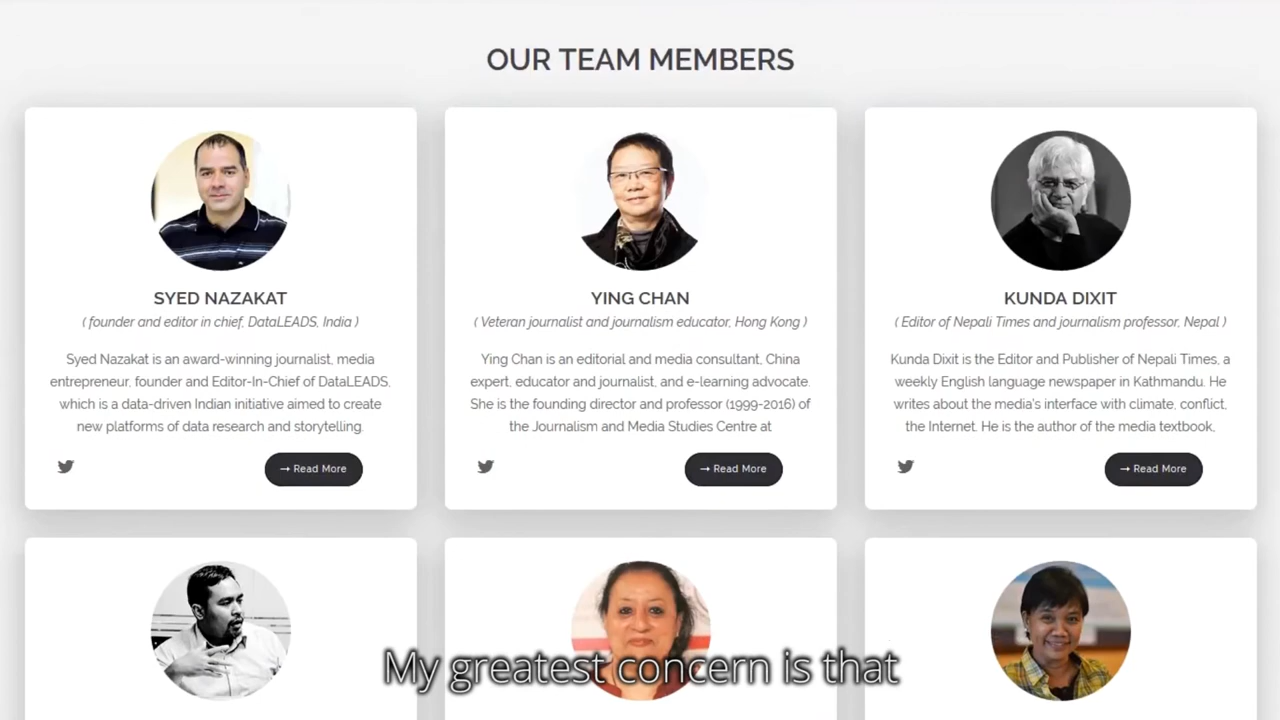 OUR TEAM MEMBERS
SYED NAZAKAT
( founder and editor in chief, DataLEADS, India )
Syed Nazakat is an award-winning journalist, media
entrepreneur, founder and Editor-In-Chief of DataLEADS,
which is a data-driven Indian initiative aimed to create
new platforms of data research and storytelling.
→ Read More
YING CHAN
( Veteran journalist and journalism educator, Hong Kong )
Ying Chan is an editorial and media consultant, China
expert, educator and journalist, and e-learning advocate.
She is the founding director and professor (1999-2016) of
the Journalism and Media Studies Centre at
→ Read More
KUNDA DIXIT
( Editor of Nepali Times and journalism professor, Nepal )
Kunda Dixit is the Editor and Publisher of Nepali Times, a
weekly English language newspaper in Kathmandu. He
writes about the media's interface with climate, conflict,
the Internet. He is the author of the media textbook,
→ Read More
My greatest concern is that